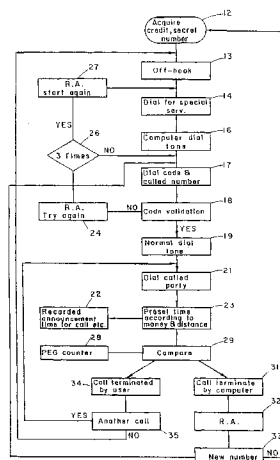 12
Acquire
credit, secret
number
13
Off-hook
27
R.A.
start again
Dial for special
serv.
14
YES
26
Computer dial
tone
16
3 Times
NO
17
Dial code &
called number
R.A.
Try again
NO
Code validation
18
24
YES
Normal dial
tone
19
Dial called
party
21
22
Recorded
announcement
time for call etc.
Preset time
according to
money & distance
23
28
PEG counter
Compare
29
31
34
Call terminated
by user
Call terminate
by computer
32
YES
Another call
R.A.
NO
35
33
New number
NO